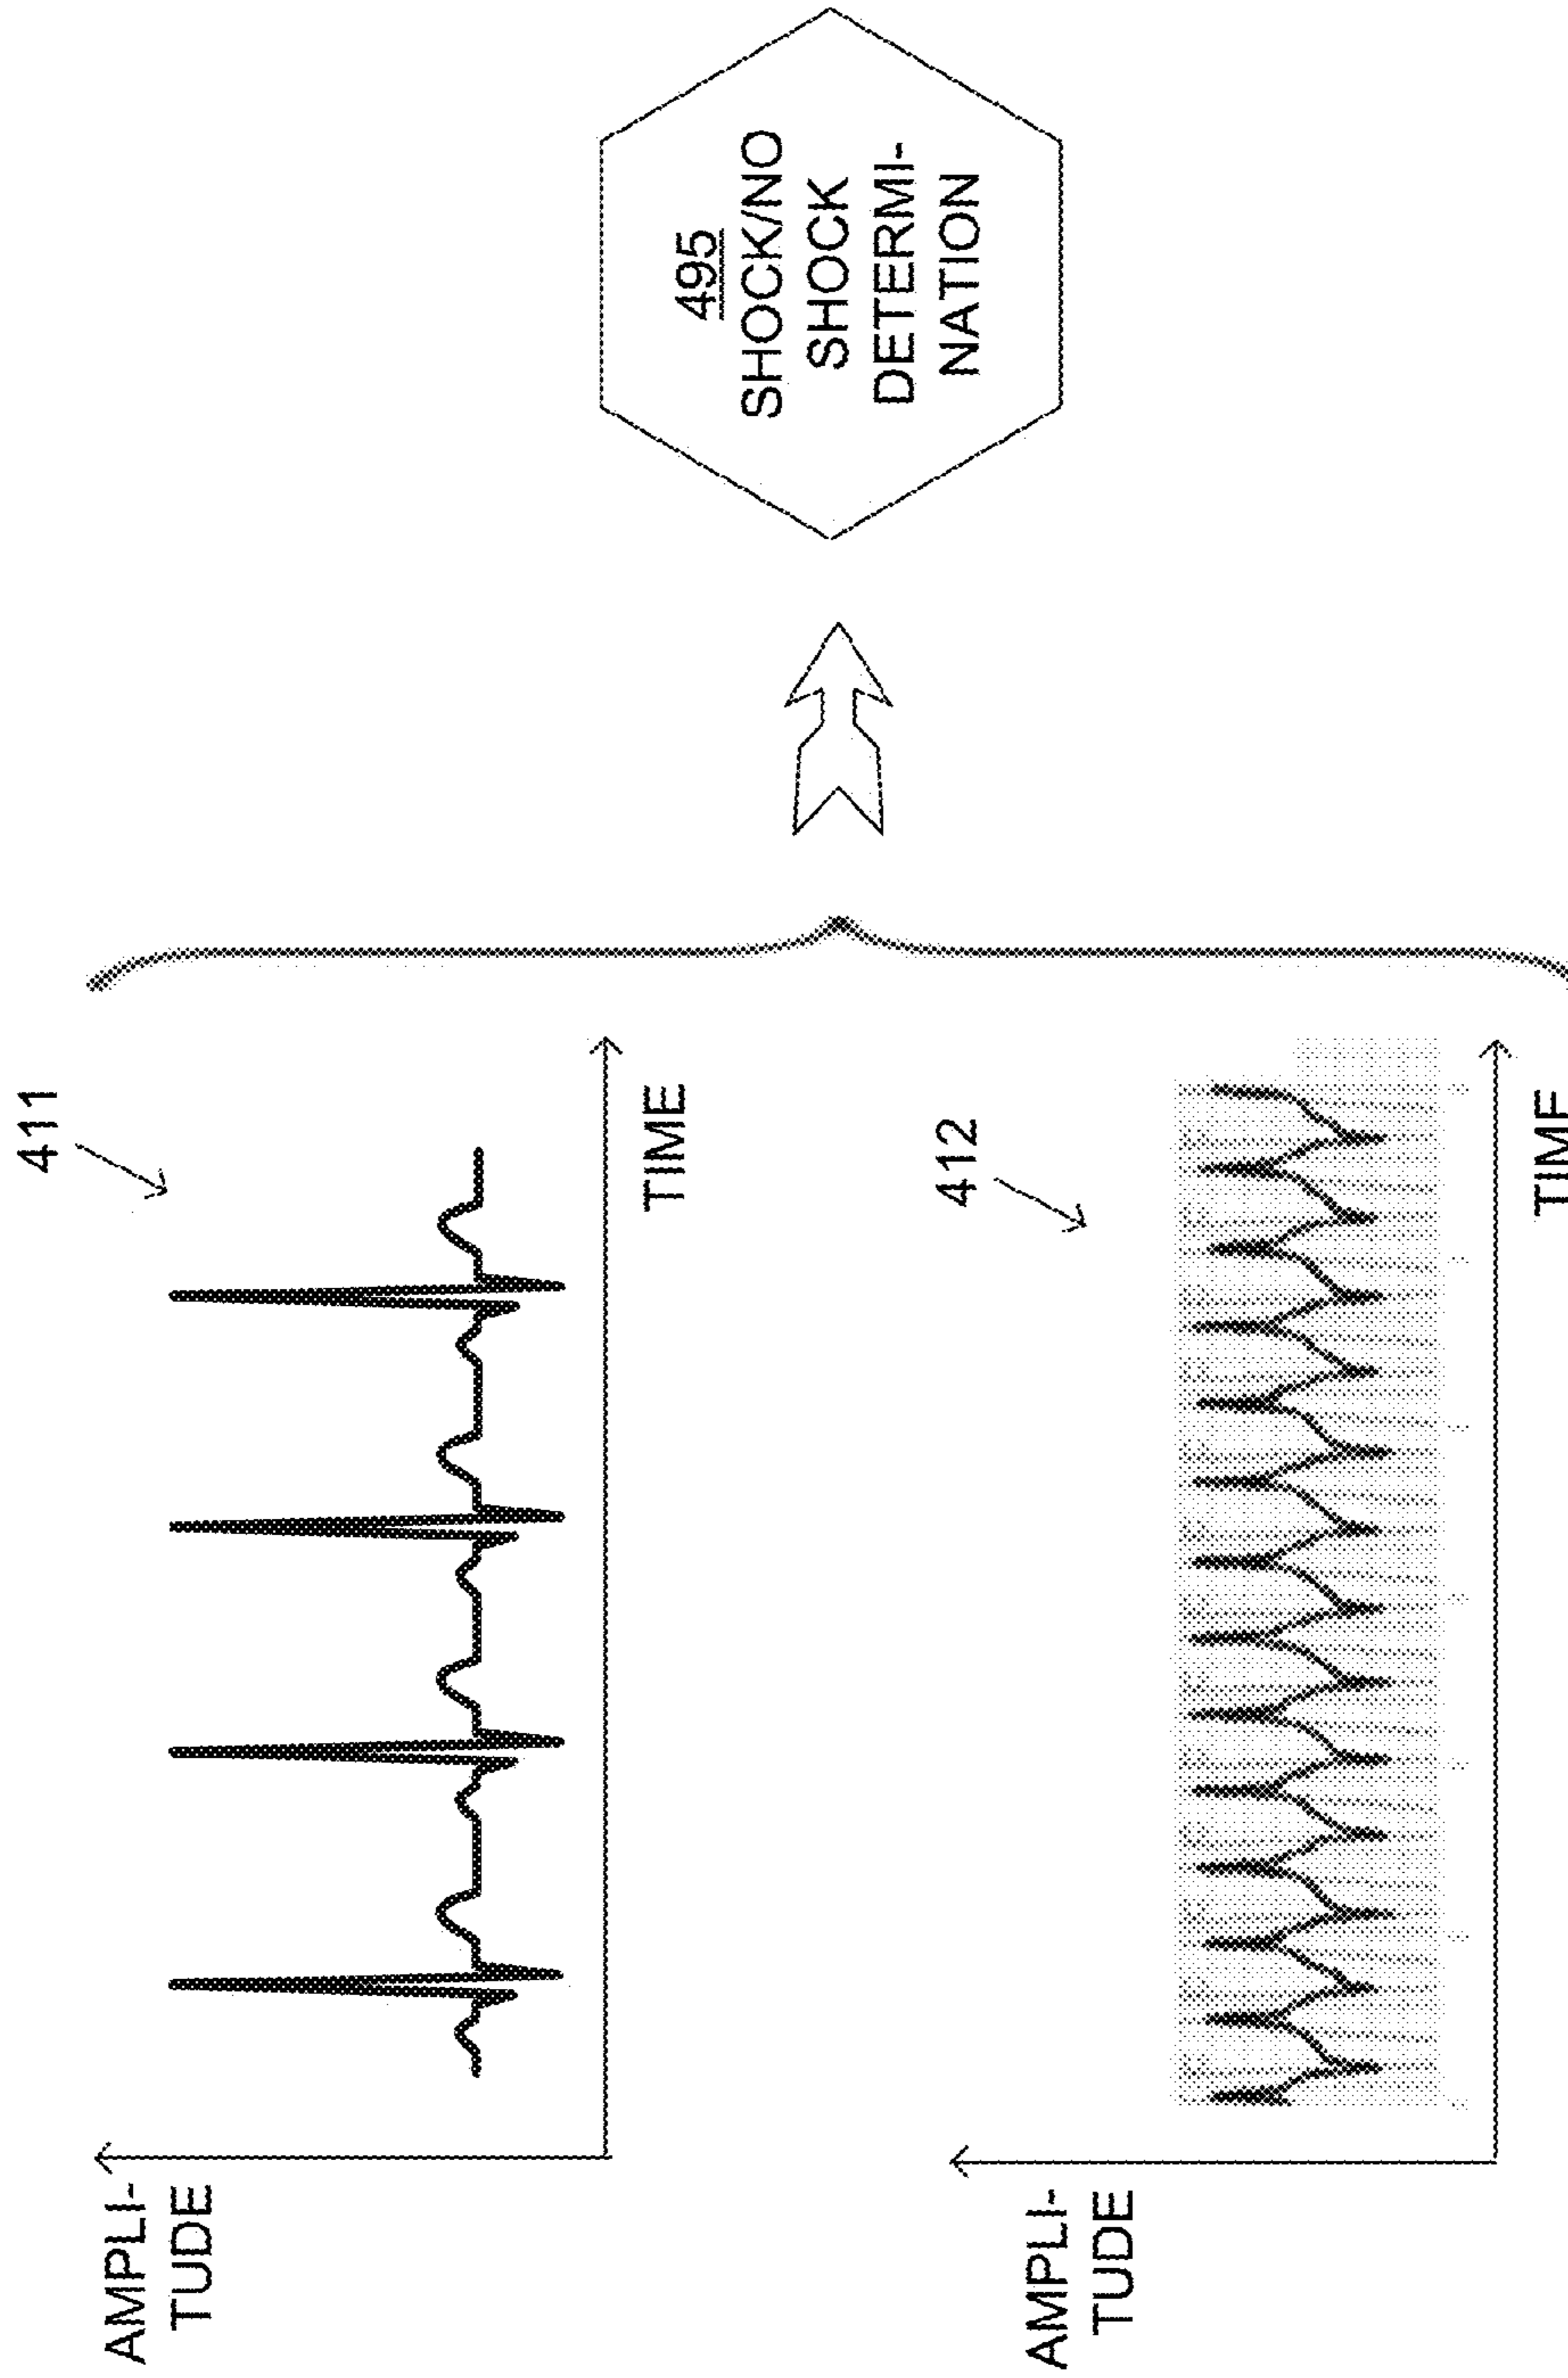 411
AMPLI-
TUDE
TIME
412
AMPLI-
TUDE
TIME
495
SHOCK/NO
SHOCK
DETERMI-
NATION